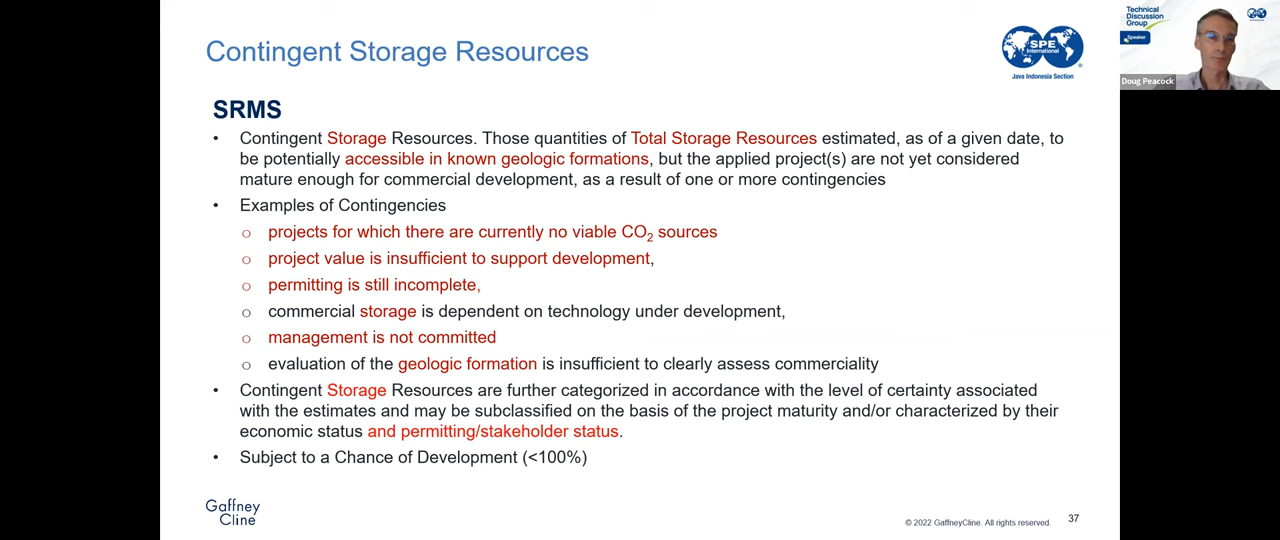 Contingent Storage Resources
SPE
International
Java Indonesia Section
Technical
Discussion
Group
Speaker
Doug Peacock
SRMS
• Contingent Storage Resources. Those quantities of Total Storage Resources estimated, as of a given date, to
be potentially accessible in known geologic formations, but the applied project(s) are not yet considered
mature enough for commercial development, as a result of one or more contingencies
• Examples of Contingencies
o projects for which there are currently no viable CO2 sources
o project value is insufficient to support development,
o permitting is still incomplete,
o commercial storage is dependent on technology under development,
o management is not committed
o evaluation of the geologic formation is insufficient to clearly assess commerciality
• Contingent Storage Resources are further categorized in accordance with the level of certainty associated
with the estimates and may be subclassified on the basis of the project maturity and/or characterized by their
economic status and permitting/stakeholder status.
• Subject to a Chance of Development (<100%)
Gaffney
Cline
© 2022 GaffneyCline. All rights reserved.
37